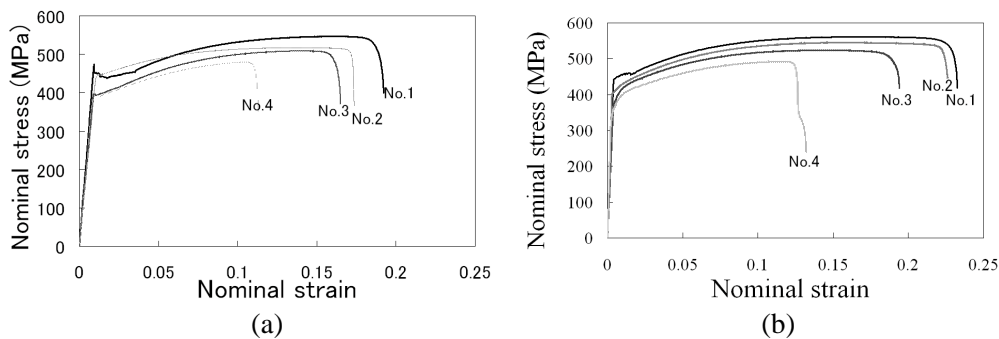 600
500
400
300
200
100
0
Nominal stress (MPa)
No.4
No.3
No.2
No.1
0 0.05 0.1 0.15 0.2 0.25
Nominal strain
(a)
600
500
400
300
200
100
0
Nominal stress (MPa)
No.4
No.3
No.2
No.1
0 0.05 0.1 0.15 0.2 0.25
Nominal strain
(b)